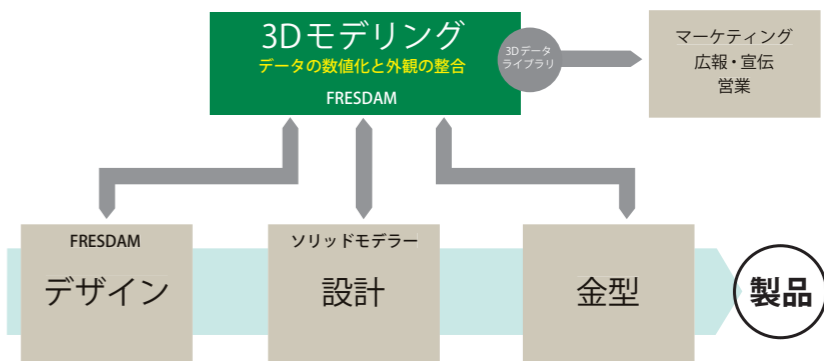 3Dモデリング
データの数値化と外観の整合
FRESDAM
3Dデータ
ライブラリ
マーケティング
広報・宣伝
営業
FRESDAM
デザイン
ソリッドモデラー
設計
金型
製品